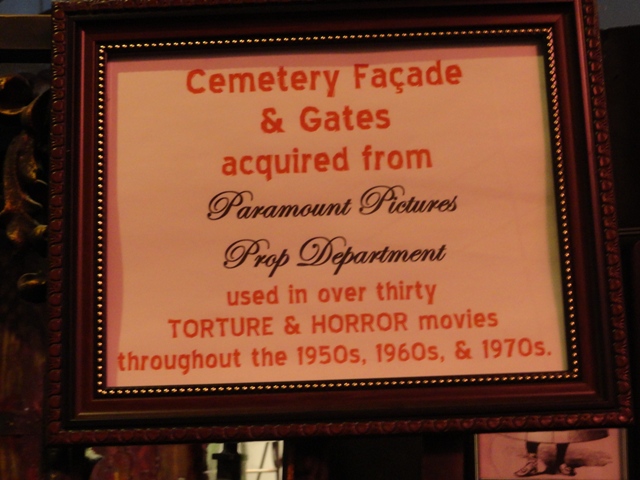 Cemetery Façade
& Gates
acquired from
Paramount Pictures
Prop Department
used in over thirty
TORTURE & HORROR movies
throughout the 1950s, 1960s, & 1970s.